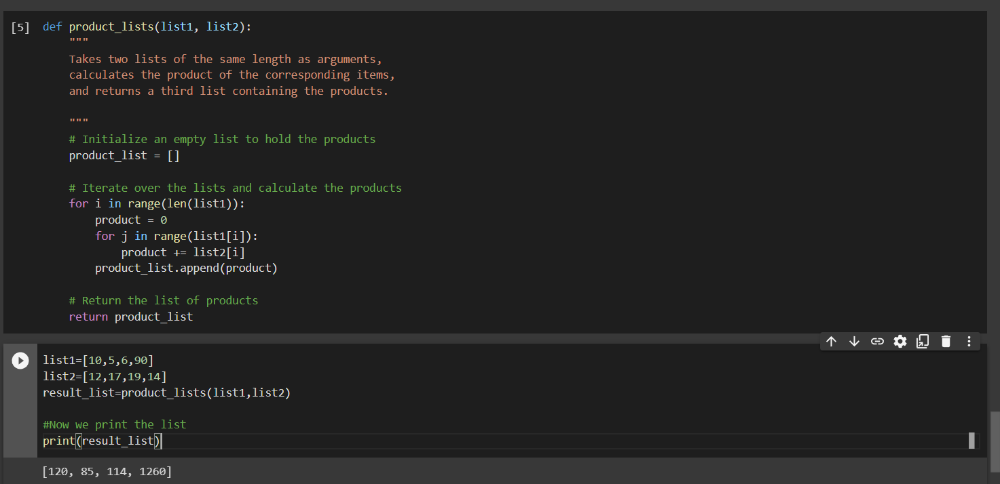 [5] def product_lists(list1, list2):
    """
    Takes two lists of the same length as arguments,
    calculates the product of the corresponding items,
    and returns a third list containing the products.

    """
    # Initialize an empty list to hold the products
    product_list = []

    # Iterate over the lists and calculate the products
    for i in range(len(list1)):
        product = 0
        for j in range(list1[i]):
            product += list2[i]
        product_list.append(product)

    # Return the list of products
    return product_list

list1=[10,5,6,90]
list2=[12,17,19,14]
result_list=product_lists(list1,list2)

#Now we print the list
print(result_list)

[120, 85, 114, 1260]